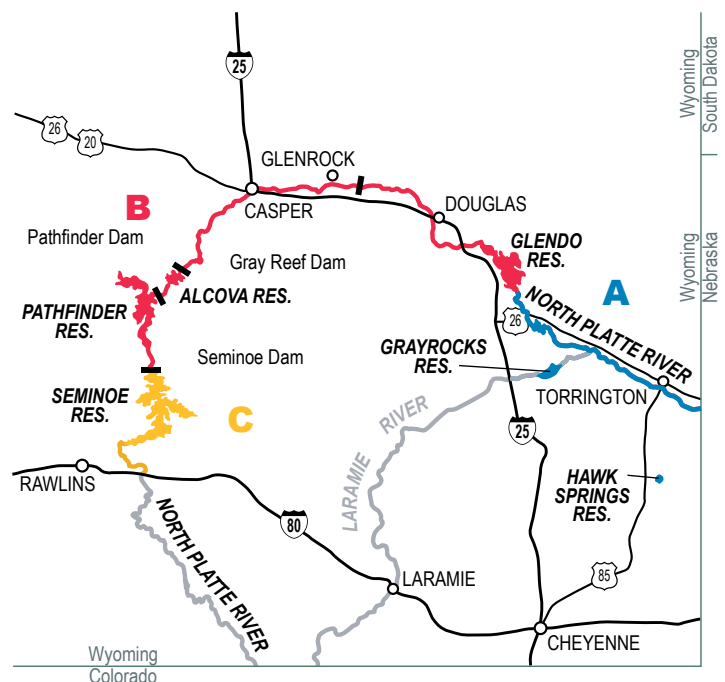 25
Wyoming
South Dakota
26
20
GLENROCK
CASPER
DOUGLAS
B
Pathfinder Dam
Gray Reef Dam
GLENDO
RES.
Wyoming
Nebraska
A
ALCOVA RES.
PATHFINDER
RES.
NORTH PLATTE RIVER
26
GRAYROCKS
RES.
Seminoe Dam
SEMINOE
RES.
C
TORRINGTON
LARAMIE RIVER
25
RAWLINS
HAWK
SPRINGS
RES.
NORTH PLATTE RIVER
80
85
LARAMIE
CHEYENNE
Wyoming
Colorado